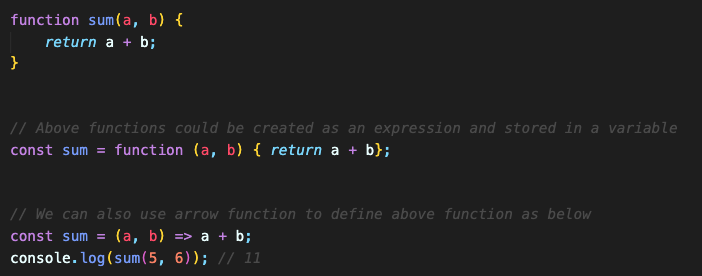 function sum(a, b) {
    return a + b;
}
// Above functions could be created as an expression and stored in a variable
const sum = function (a, b) { return a + b};
// We can also use arrow function to define above function as below
const sum = (a, b) => a + b;
console.log(sum(5, 6)); // 11